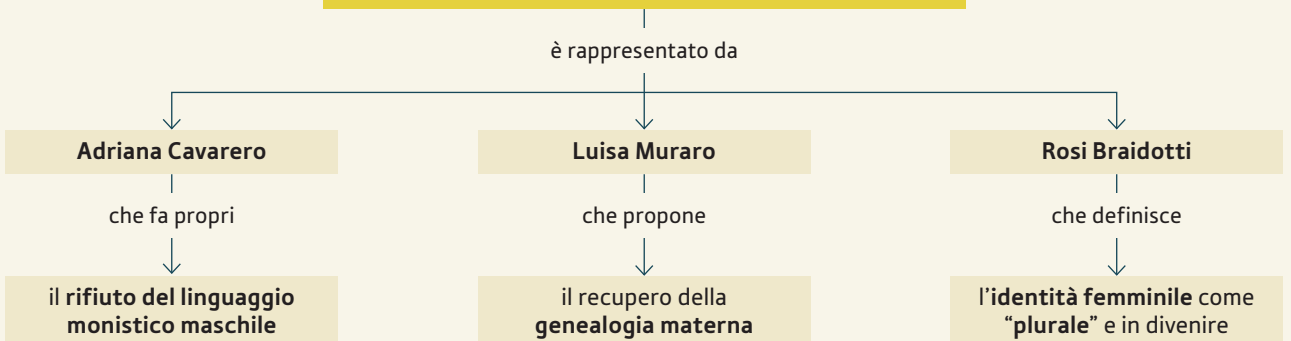 è rappresentato da
Adriana Cavarero
Luisa Muraro
Rosi Braidotti
che fa propri
che propone
che definisce
il rifiuto del linguaggio
monistico maschile
il recupero della
genealogia materna
l'identità femminile come
“plurale” e in divenire